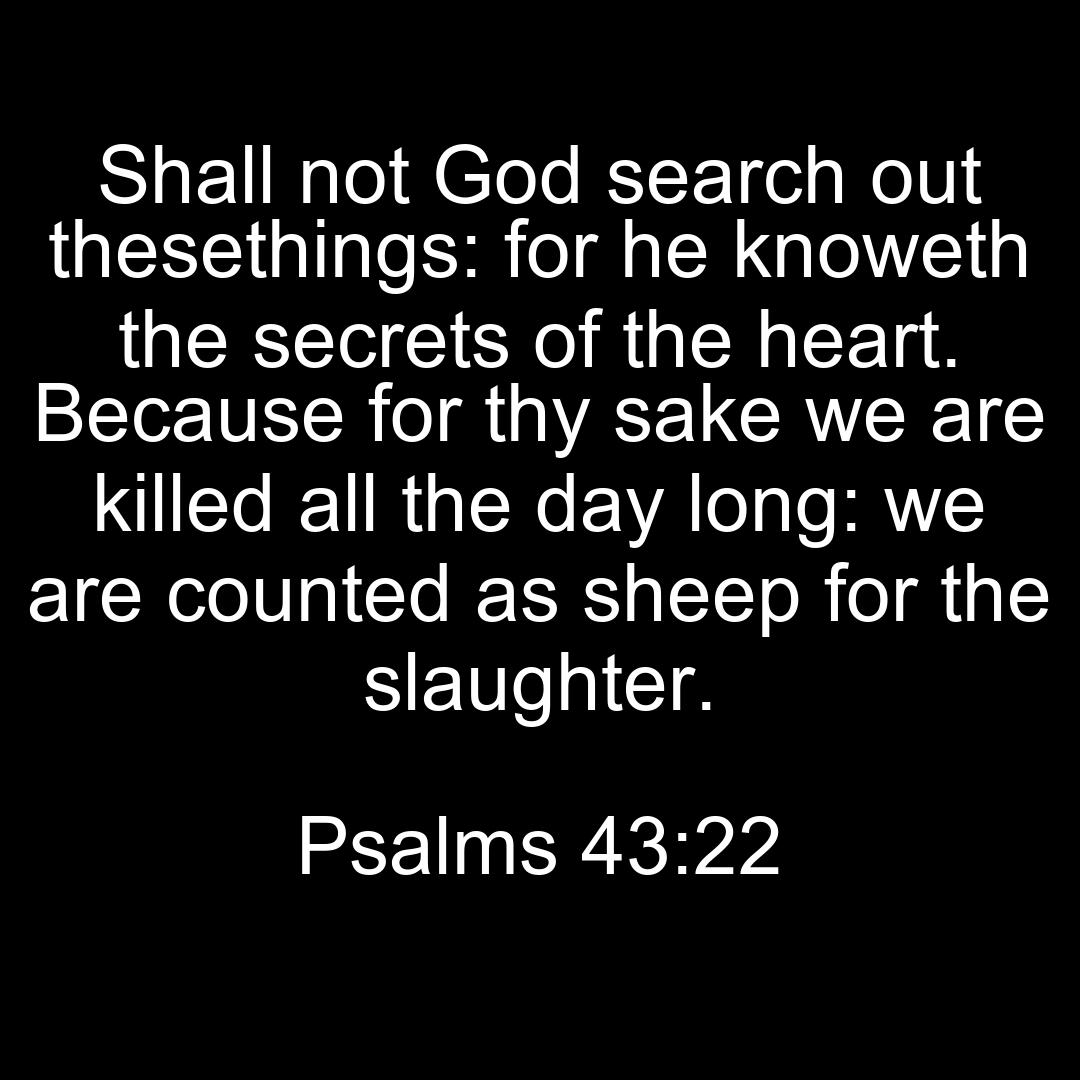 Shall not God search out
thesethings: for he knoweth
the secrets of the heart.
Because for thy sake we are
killed all the day long: we
are counted as sheep for the
slaughter.
Psalms 43:22